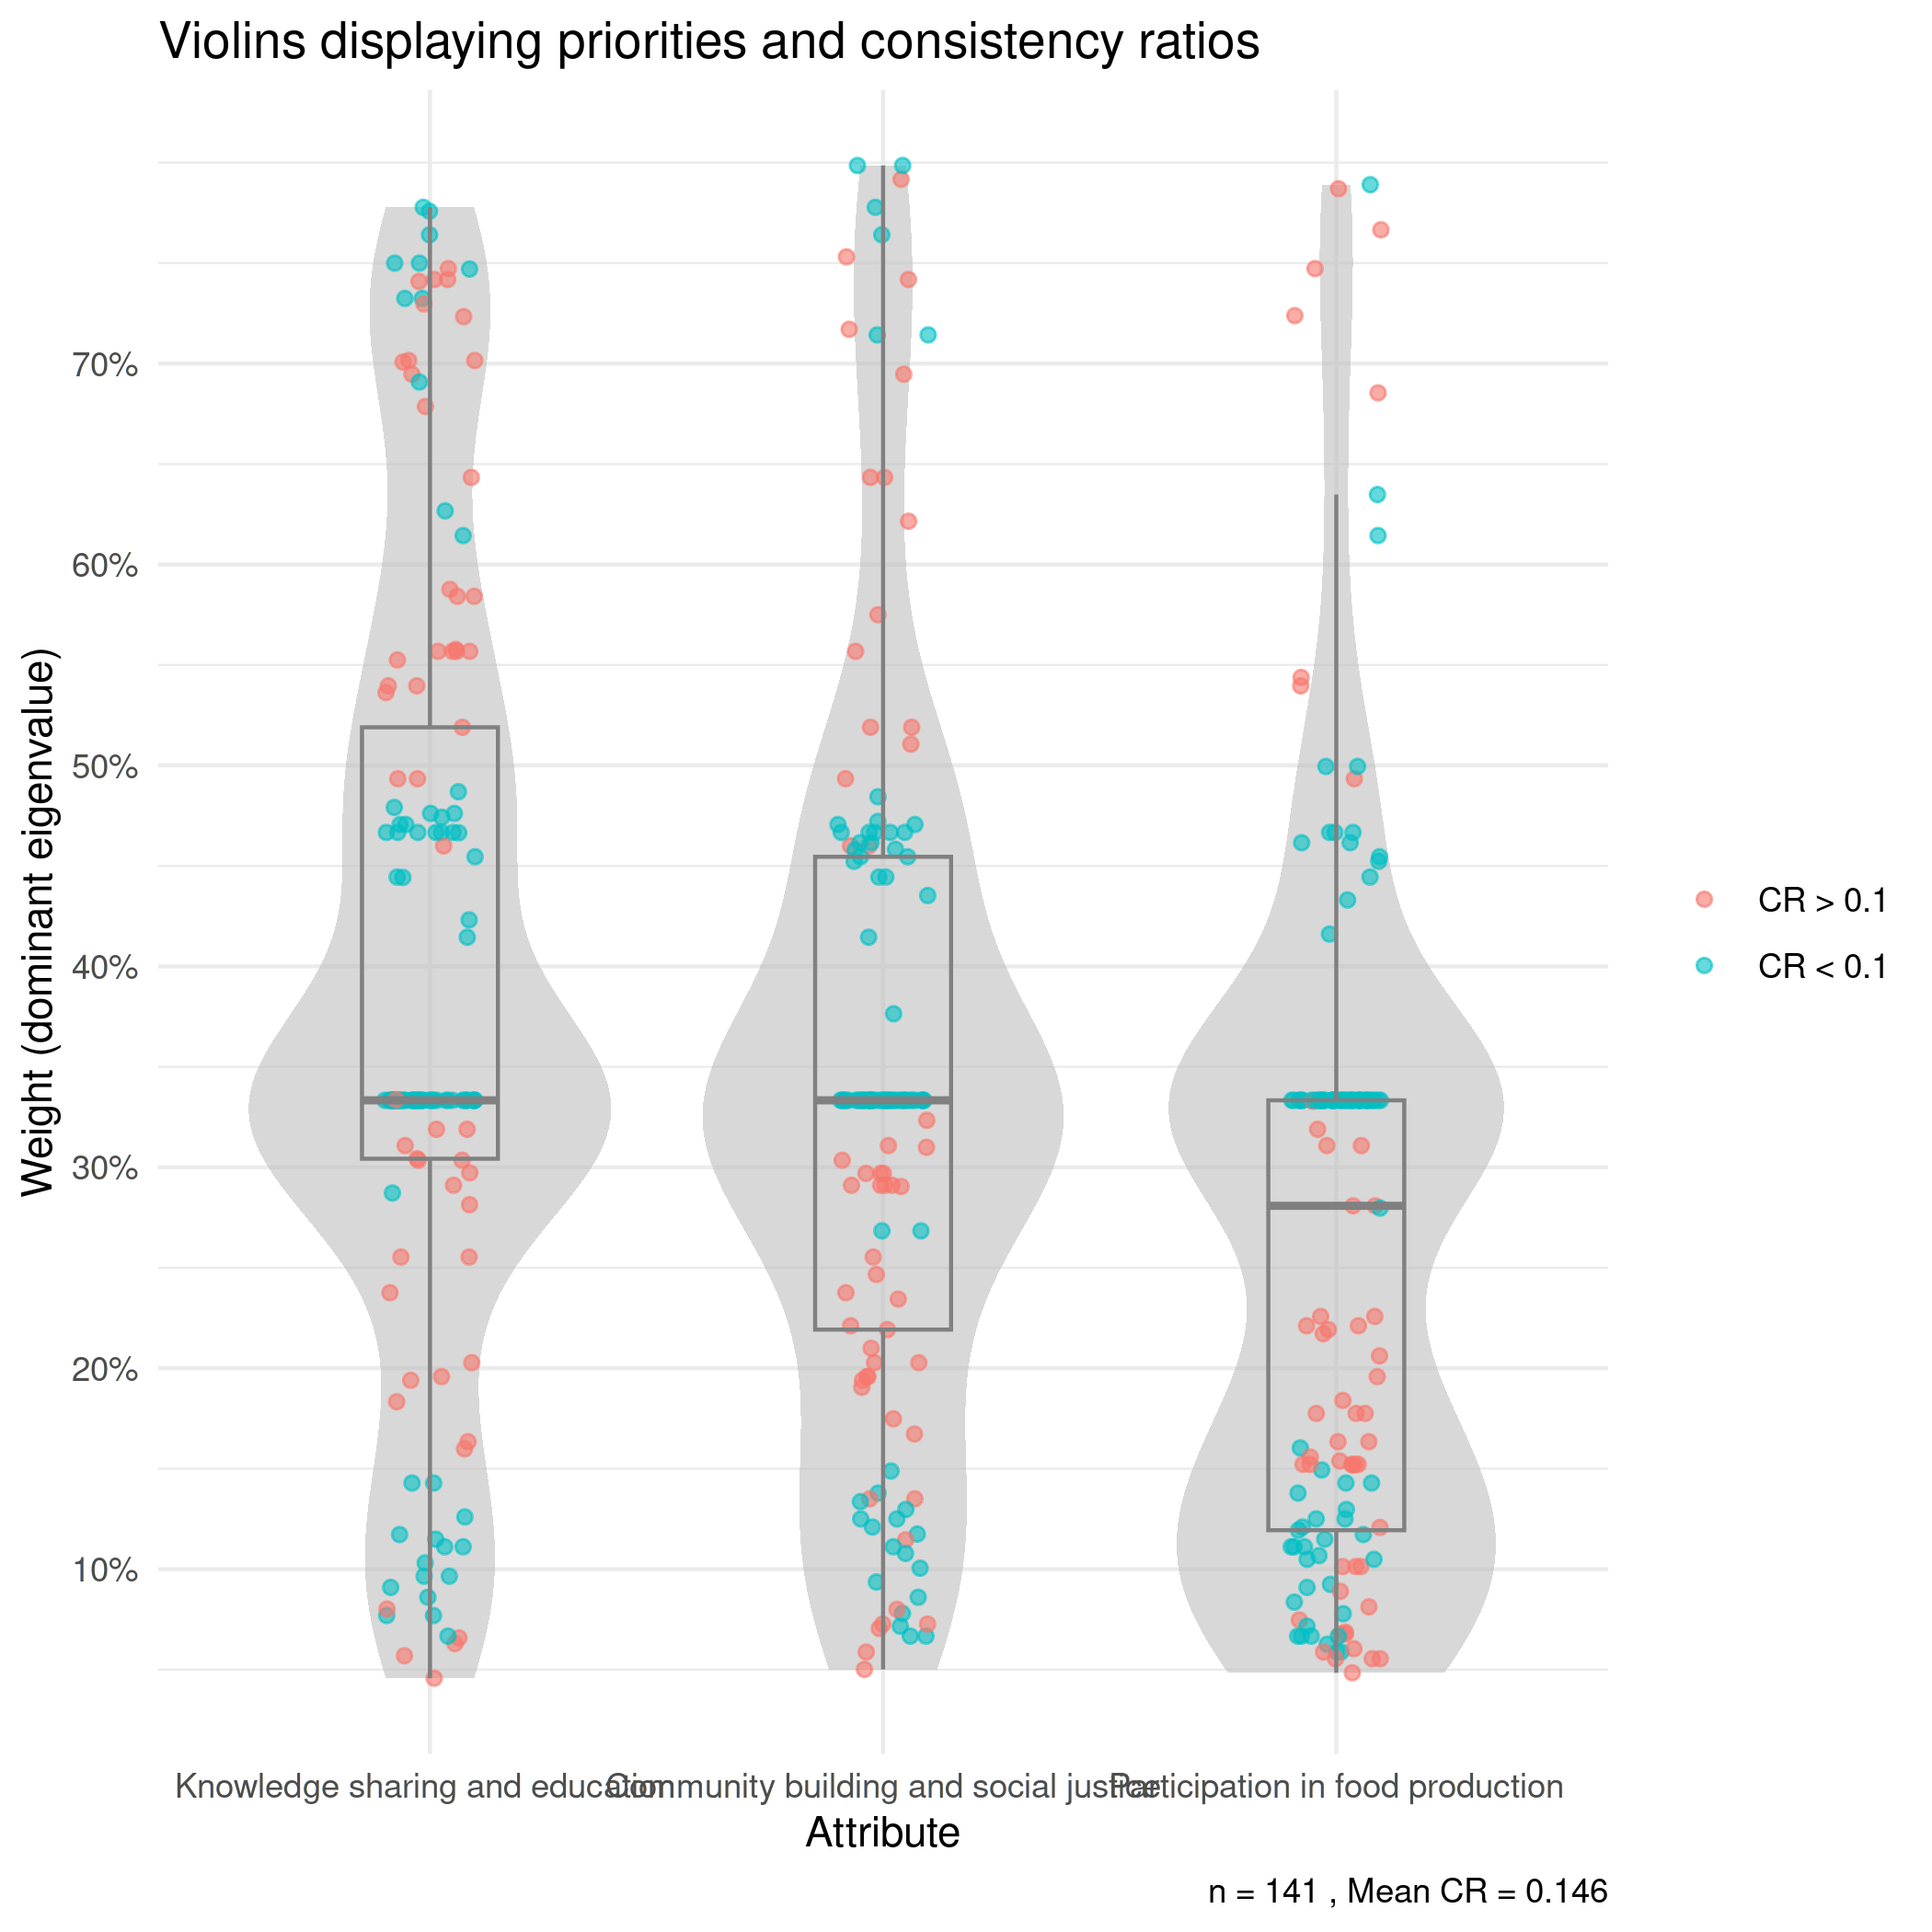 Violins displaying priorities and consistency ratios
Weight (dominant eigenvalue)
70%
60%
50%
40%
30%
20%
10%
CR > 0.1
CR < 0.1
Knowledge sharing and education
Community building and social justice
Participation in food production
Attribute
n = 141 , Mean CR = 0.146